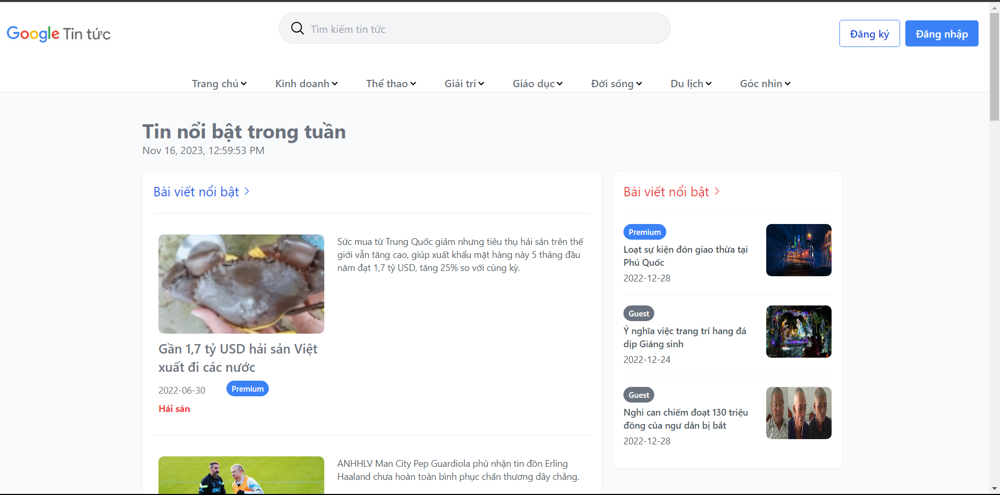 Google Tin tức
Tìm kiếm tin tức
Đăng ký
Đăng nhập
Trang chủ
Kinh doanh
Thể thao
Giải trí
Giáo dục
Đời sống
Du lịch
Góc nhìn
Tin nổi bật trong tuần
Nov 16, 2023, 12:59:53 PM
Bài viết nổi bật
Sức mua từ Trung Quốc giảm nhưng tiêu thụ hải sản trên thế
giới vẫn tăng cao, giúp xuất khẩu mặt hàng này 5 tháng đầu
năm đạt 1,7 tỷ USD, tăng 25% so với cùng kỳ.
Gần 1,7 tỷ USD hải sản Việt
xuất đi các nước
2022-06-30
Premium
Hải sản
ANHHLV Man City Pep Guardiola phủ nhận tin đồn Erling
Haaland chưa hoàn toàn bình phục chấn thương dây chằng.
Bài viết nổi bật
Premium
Loạt sự kiện đón giao thừa tại
Phú Quốc
2022-12-28
Guest
Ý nghĩa việc trang trí hang đá
dịp Giáng sinh
2022-12-24
Guest
Nghi can chiếm đoạt 130 triệu
đồng của ngư dân bị bắt
2022-12-28